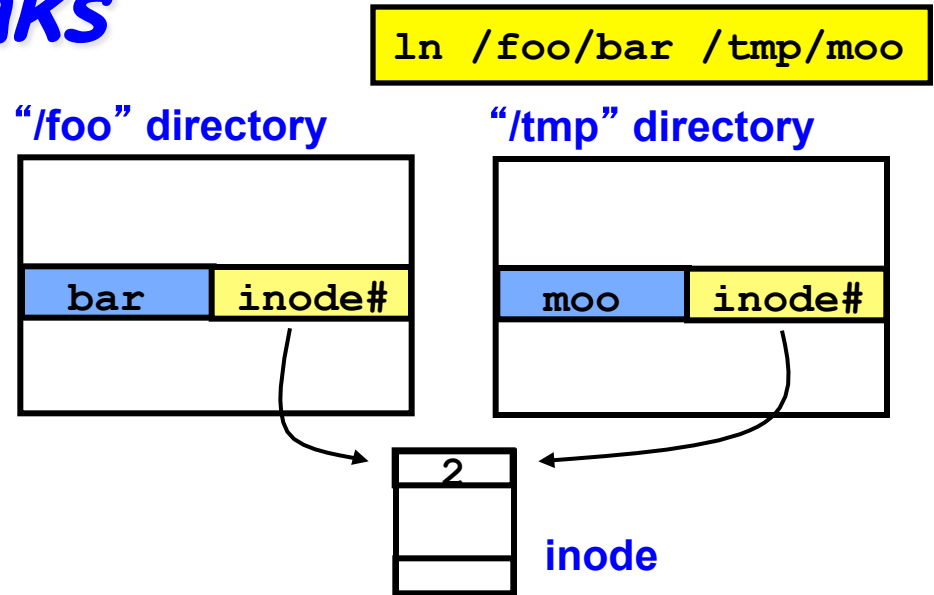 ln /foo/bar /tmp/moo
“/foo” directory
“/tmp” directory
bar inode#
moo inode#
2
inode